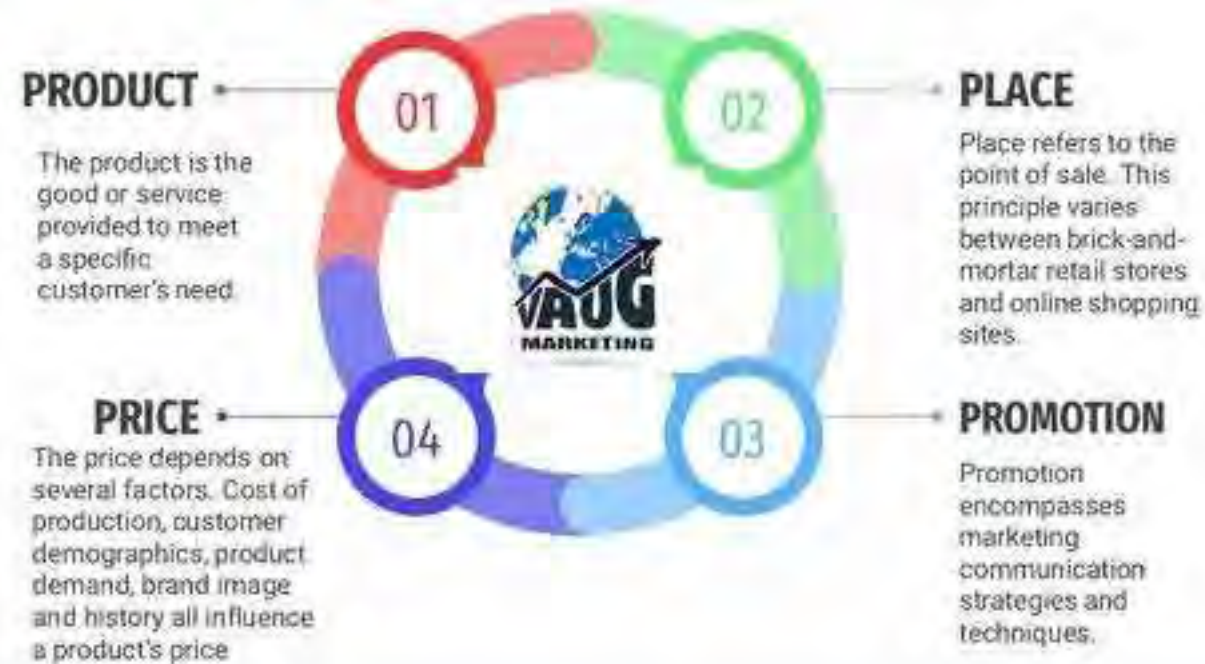 PRODUCT
The product is the
good or service
provided to meet
a specific
customer's need.
01
02
PLACE
Place refers to the
point of sale. This
principle varies
between brick-and-
mortar retail stores
and online shopping
sites.
VAUG
MARKETING
PRICE
The price depends on
several factors. Cost of
production, customer
demographics, product
demand, brand image
and history all influence
a product's price
04
03
PROMOTION
Promotion
encompasses
marketing
communication
strategies and
techniques.